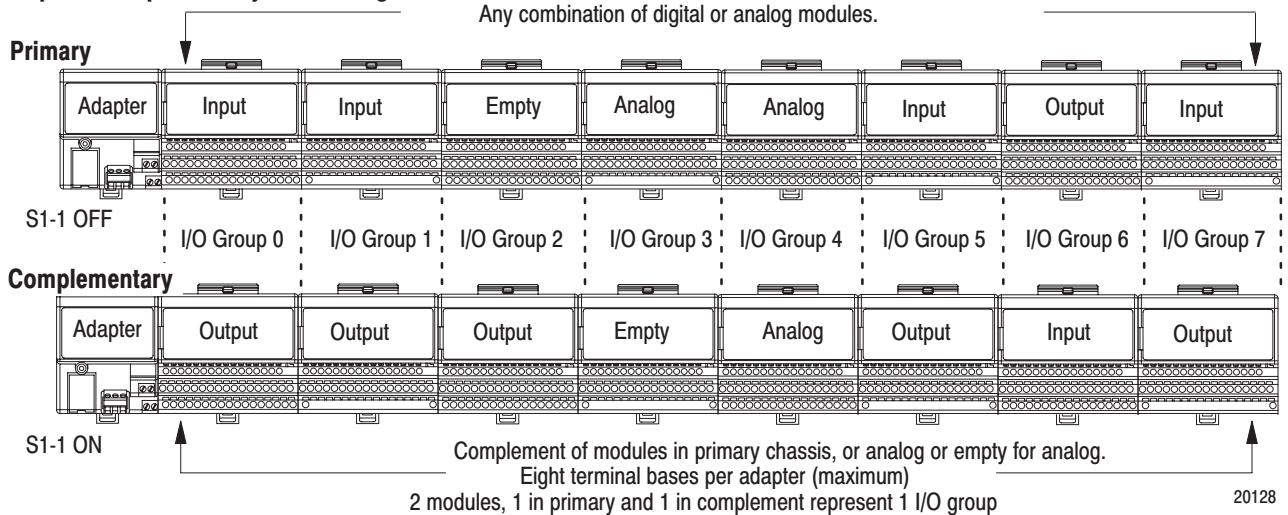 Any combination of digital or analog modules.
Primary
Adapter Input Input Empty Analog Analog Input Output Input
S1-1 OFF
I/O Group 0 I/O Group 1 I/O Group 2 I/O Group 3 I/O Group 4 I/O Group 5 I/O Group 6 I/O Group 7
Complementary
Adapter Output Output Output Empty Analog Output Input Output
S1-1 ON
Complement of modules in primary chassis, or analog or empty for analog.
Eight terminal bases per adapter (maximum)
2 modules, 1 in primary and 1 in complement represent 1 I/O group
20128